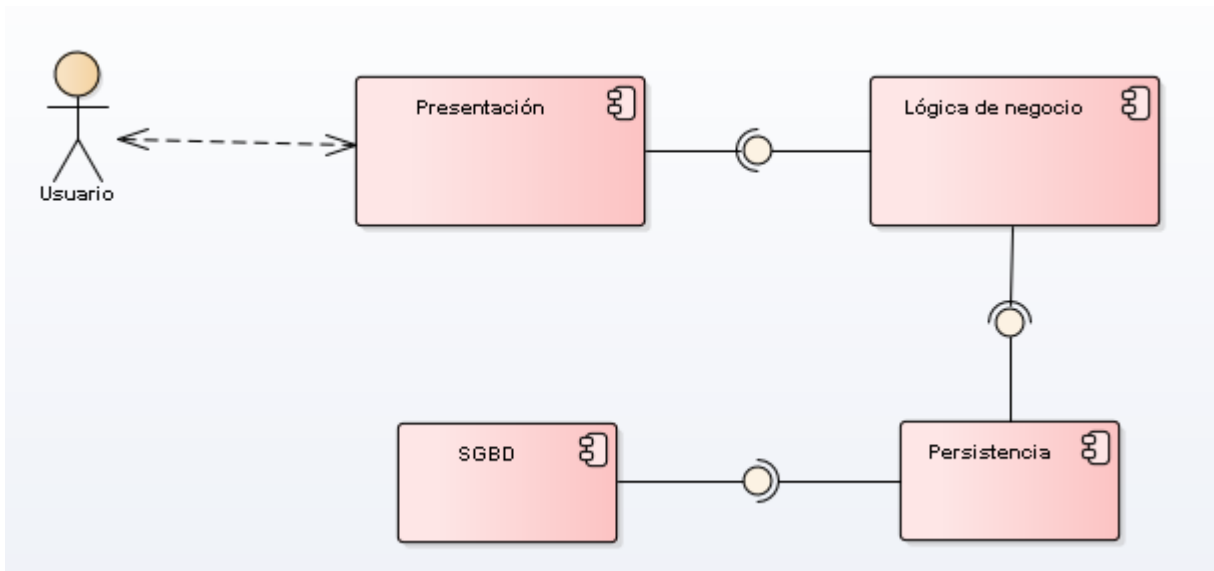 Presentación
Lógica de negocio
Usuario
SGBD
Persistencia